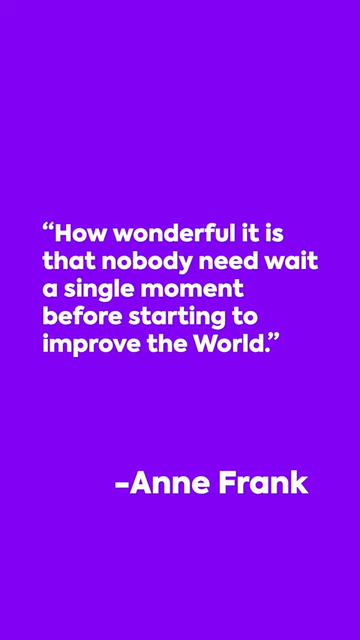 “How wonderful it is
that nobody need wait
a single moment
before starting to
improve the World.”
-Anne Frank